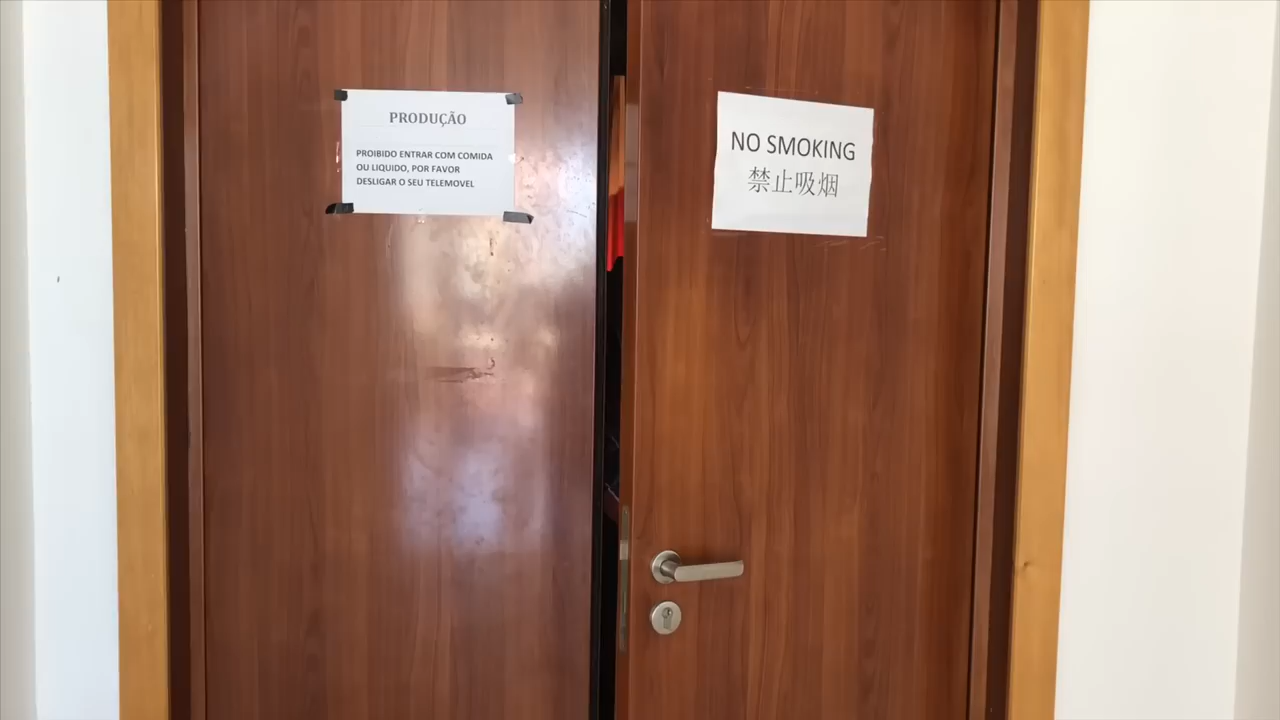 PRODUÇÃO
PROIBIDO ENTRAR COM COMIDA
OU LIQUIDO, POR FAVOR
DESLIGAR O SEU TELEMOVEL
NO SMOKING
禁止吸烟